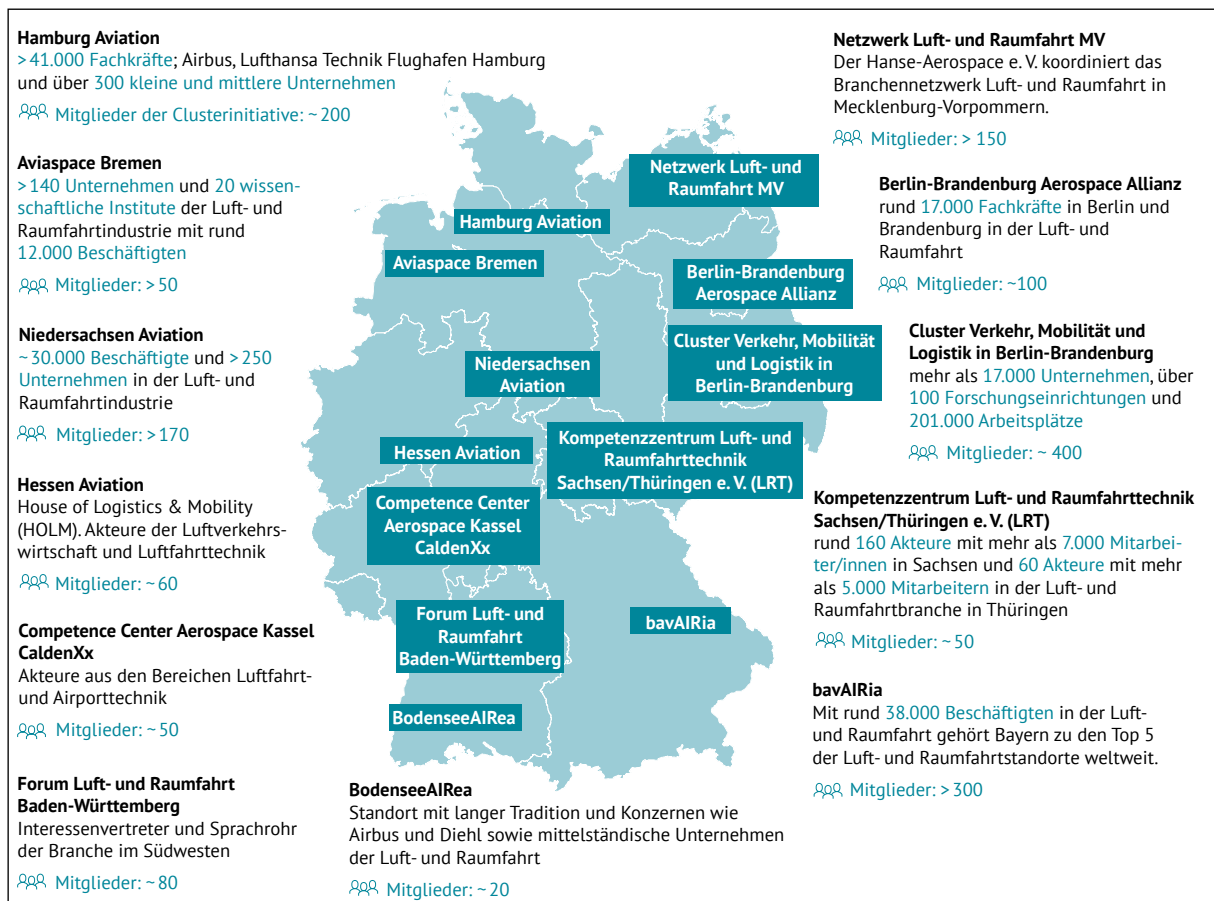 Hamburg Aviation
> 41.000 Fachkräfte; Airbus, Lufthansa Technik Flughafen Hamburg
und über 300 kleine und mittlere Unternehmen
Mitglieder der Clusterinitiative: ~ 200
Aviaspace Bremen
> 140 Unternehmen und 20 wissen-
schaftliche Institute der Luft- und
Raumfahrtindustrie mit rund
12.000 Beschäftigten
Mitglieder: > 50
Niedersachsen Aviation
~ 30.000 Beschäftigte und > 250
Unternehmen in der Luft- und
Raumfahrtindustrie
Mitglieder: > 170
Hessen Aviation
House of Logistics & Mobility
(HOLM). Akteure der Luftverkehrs-
wirtschaft und Luftfahrttechnik
Mitglieder: ~ 60
Competence Center Aerospace Kassel
CaldenXx
Akteure aus den Bereichen Luftfahrt-
und Airporttechnik
Mitglieder: ~ 50
Forum Luft- und Raumfahrt
Baden-Württemberg
Interessenvertreter und Sprachrohr
der Branche im Südwesten
Mitglieder: ~ 80
Netzwerk Luft- und
Raumfahrt MV
Hamburg Aviation
Aviaspace Bremen
Berlin-Brandenburg
Aerospace Allianz
Cluster Verkehr, Mobilität
und Logistik in
Berlin-Brandenburg
Niedersachsen
Aviation
Kompetenzzentrum Luft- und
Raumfahrttechnik
Sachsen/Thüringen e. V. (LRT)
Hessen Aviation
Competence Center
Aerospace Kassel
CaldenXx
Forum Luft- und
Raumfahrt
Baden-Württemberg
bavAIRia
BodenseeAIRea
BodenseeAIRea
Standort mit langer Tradition und Konzernen wie
Airbus und Diehl sowie mittelständische Unternehmen
der Luft- und Raumfahrt
Mitglieder: ~ 20
Netzwerk Luft- und Raumfahrt MV
Der Hanse-Aerospace e. V. koordiniert das
Branchennetzwerk Luft- und Raumfahrt in
Mecklenburg-Vorpommern.
Mitglieder: > 150
Berlin-Brandenburg Aerospace Allianz
rund 17.000 Fachkräfte in Berlin und
Brandenburg in der Luft- und
Raumfahrt
Mitglieder: ~100
Cluster Verkehr, Mobilität und
Logistik in Berlin-Brandenburg
mehr als 17.000 Unternehmen, über
100 Forschungseinrichtungen und
201.000 Arbeitsplätze
Mitglieder: ~ 400
Kompetenzzentrum Luft- und Raumfahrttechnik
Sachsen/Thüringen e. V. (LRT)
rund 160 Akteure mit mehr als 7.000 Mitarbei-
ter/innen in Sachsen und 60 Akteure mit mehr
als 5.000 Mitarbeitern in der Luft- und
Raumfahrtbranche in Thüringen
Mitglieder: ~ 50
bavAIRia
Mit rund 38.000 Beschäftigten in der Luft-
und Raumfahrt gehört Bayern zu den Top 5
der Luft- und Raumfahrtstandorte weltweit.
Mitglieder: > 300